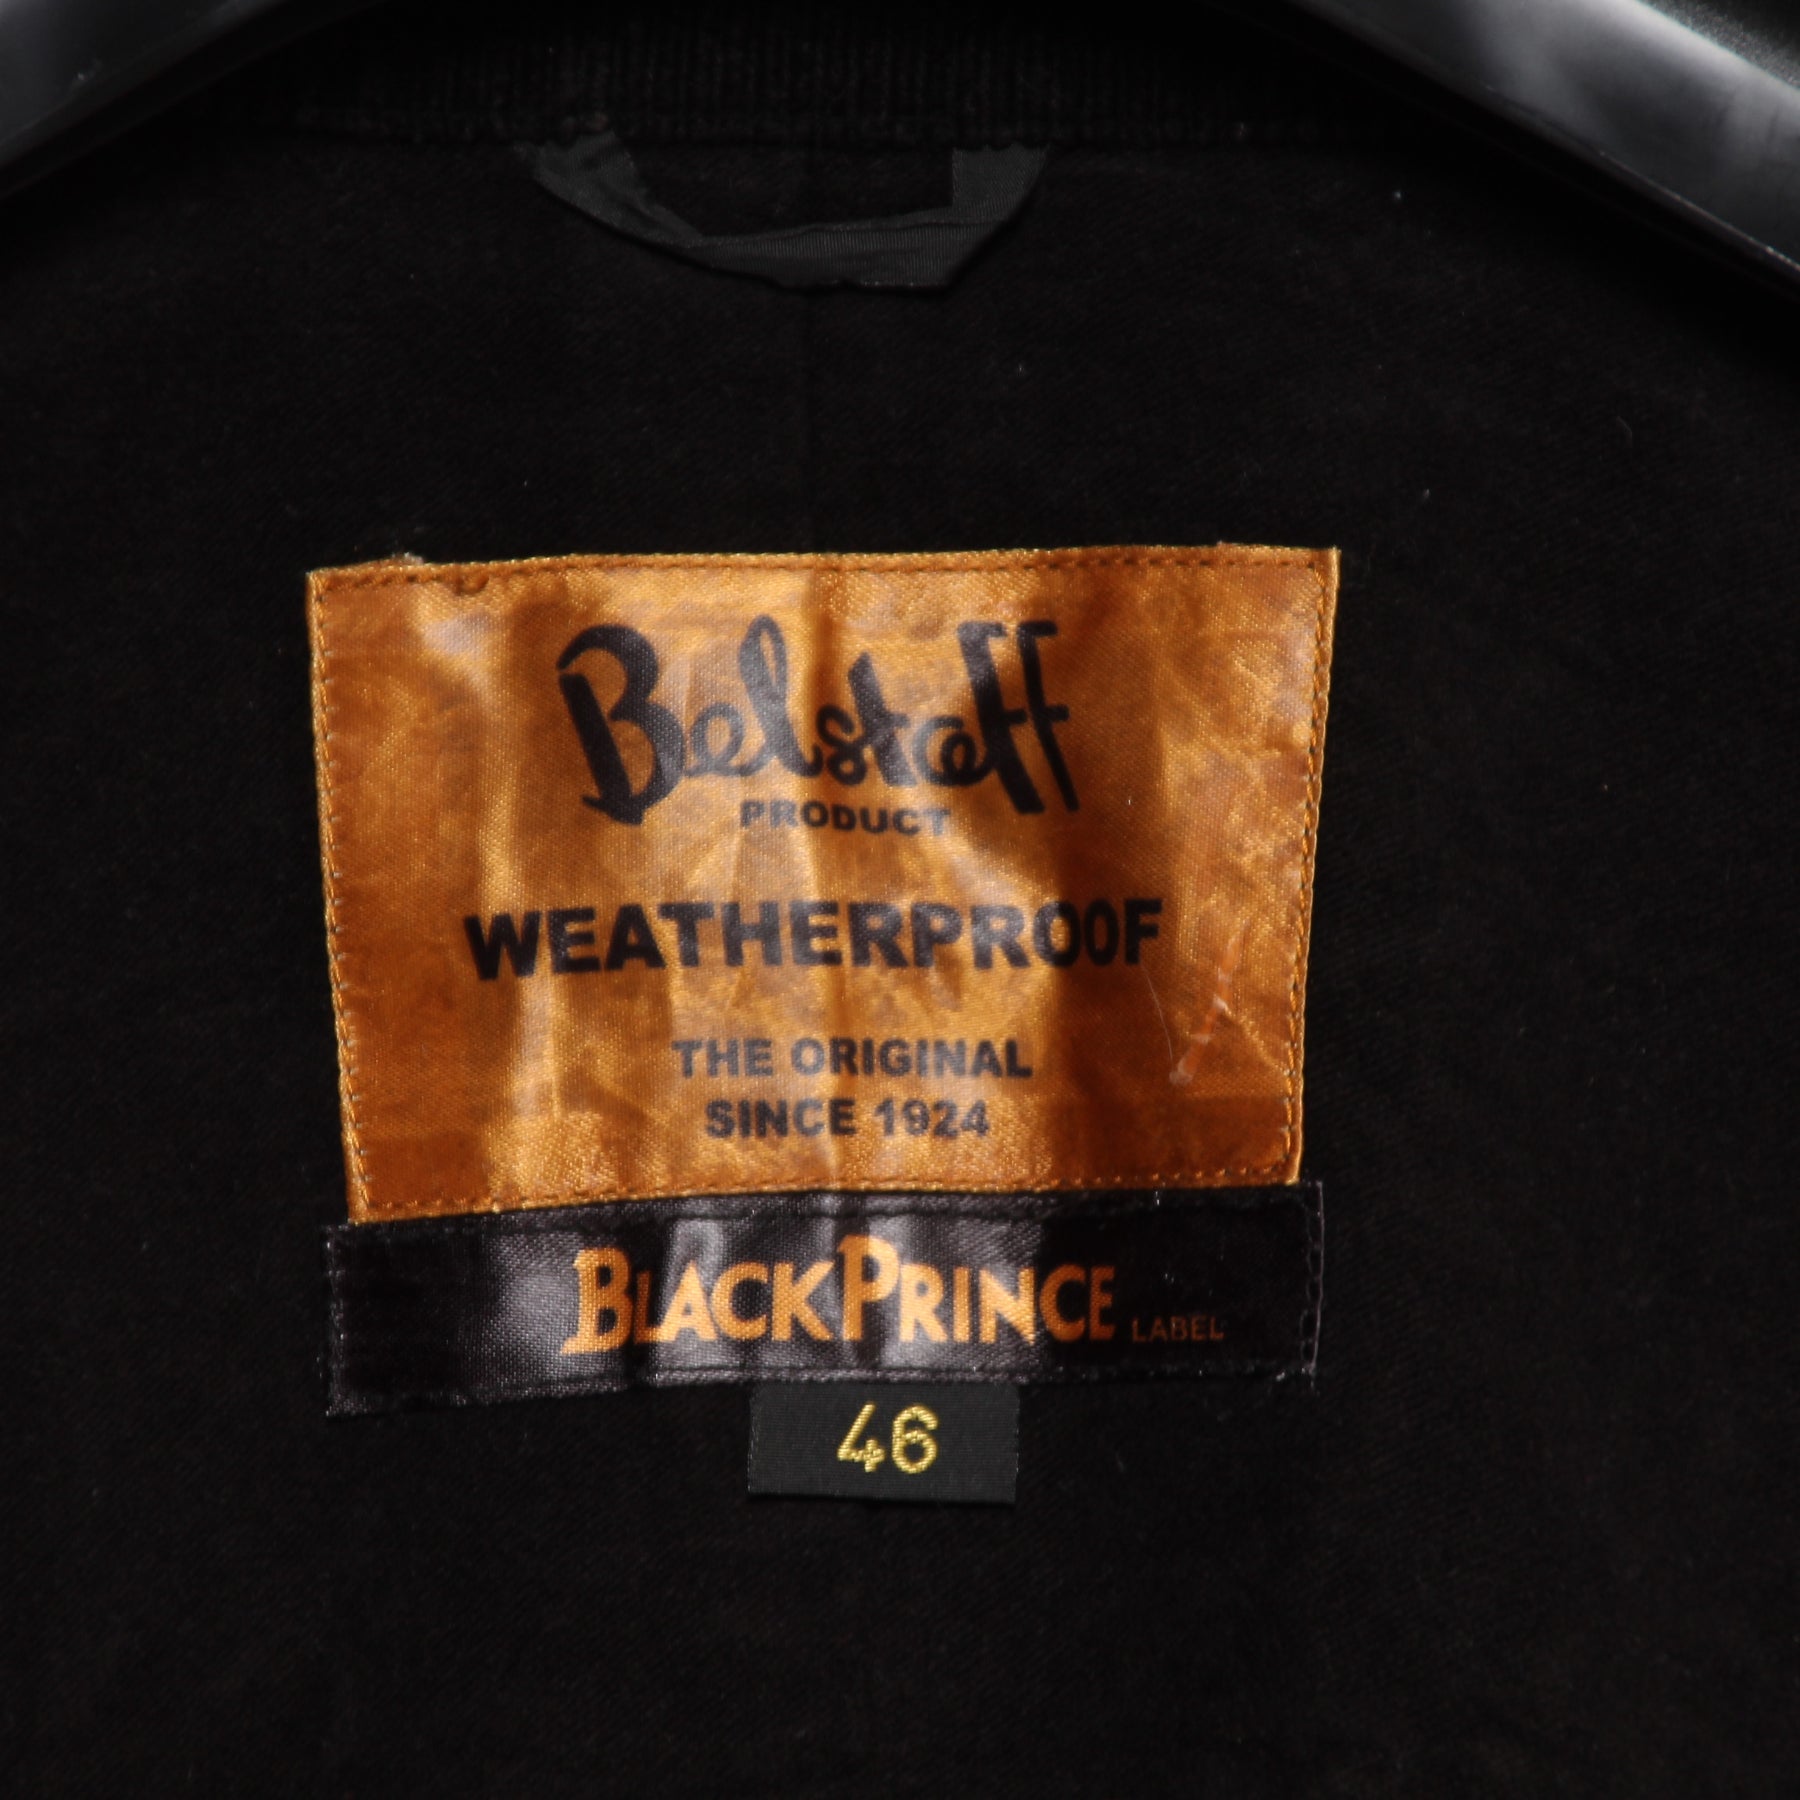 Belstaff
PRODUCT
WEATHERPROOF
THE ORIGINAL
SINCE 1924
BLACKPRINCE LABEL
46